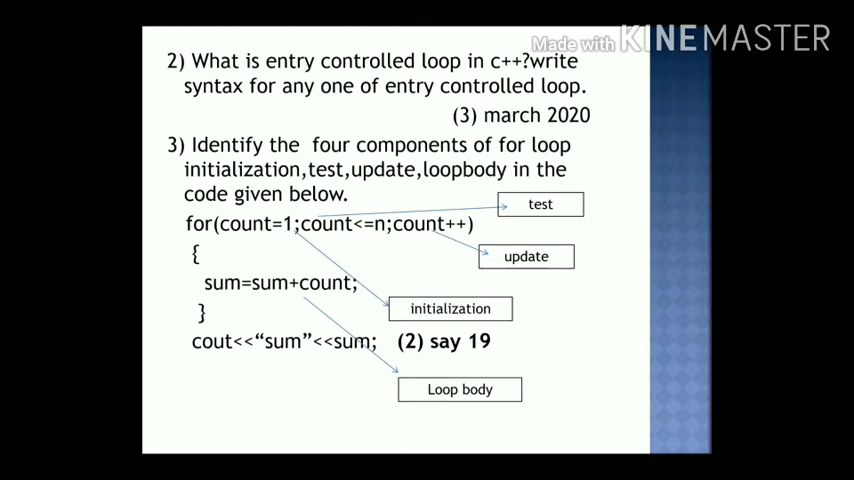 Made with KINEMASTER
2) What is entry controlled loop in c++?write
syntax for any one of entry controlled loop.
(3) march 2020
3) Identify the four components of for loop
initialization,test,update,loopbody in the
code given below.
test
for(count=1;count<=n;count++)
{
update
sum=sum+count;
}
initialization
cout<<“sum”<<sum; (2) say 19
Loop body